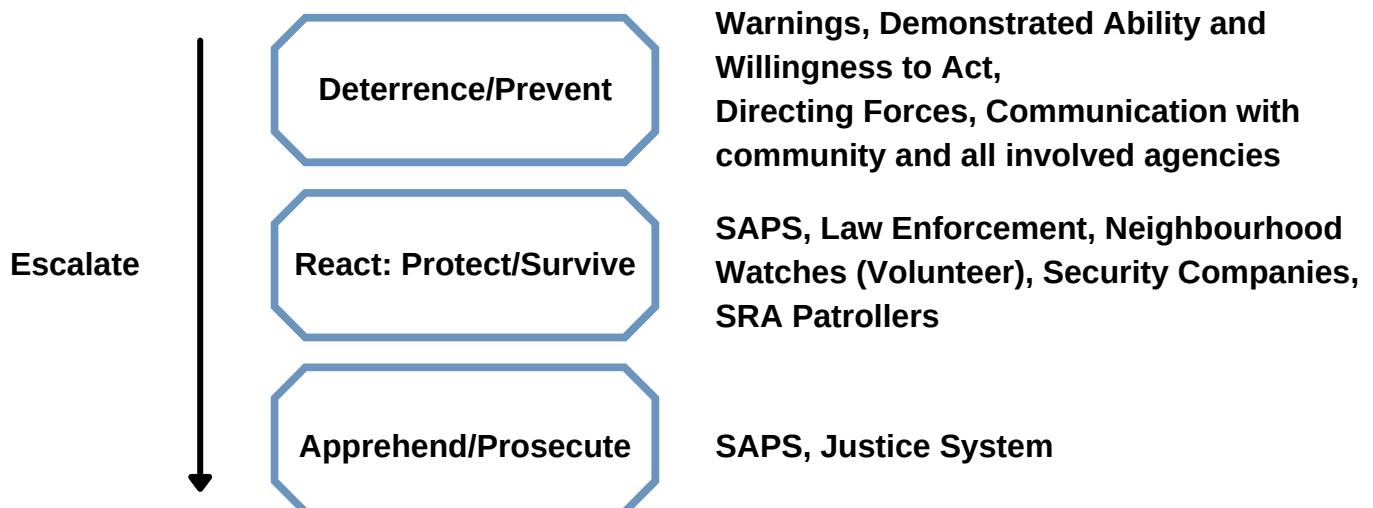 Escalate
Deterrence/Prevent
Warnings, Demonstrated Ability and
Willingness to Act,
Directing Forces, Communication with
community and all involved agencies
React: Protect/Survive
SAPS, Law Enforcement, Neighbourhood
Watches (Volunteer), Security Companies,
SRA Patrollers
Apprehend/Prosecute
SAPS, Justice System